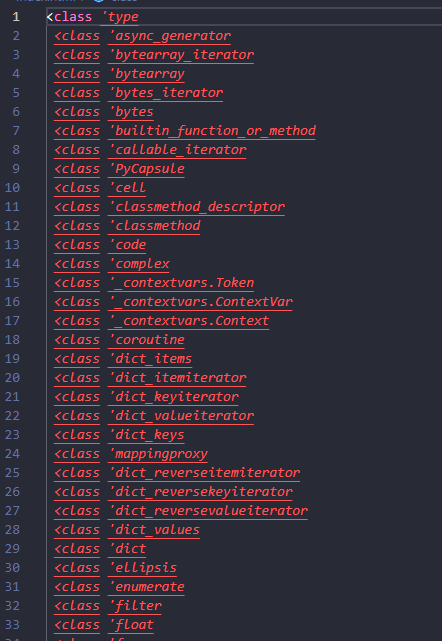 1 <class 'type
2 <class 'async_generator
3 <class 'bytearray_iterator
4 <class 'bytearray
5 <class 'bytes_iterator
6 <class 'bytes
7 <class 'builtin_function_or_method
8 <class 'callable_iterator
9 <class 'PyCapsule
10 <class 'cell
11 <class 'classmethod_descriptor
12 <class 'classmethod
13 <class 'code
14 <class 'complex
15 <class '_contextvars.Token
16 <class '_contextvars.ContextVar
17 <class '_contextvars.Context
18 <class 'coroutine
19 <class 'dict_items
20 <class 'dict_itemiterator
21 <class 'dict_keyiterator
22 <class 'dict_valueiterator
23 <class 'dict_keys
24 <class 'mappingproxy
25 <class 'dict_reverseitemiterator
26 <class 'dict_reversekeyiterator
27 <class 'dict_reversevalueiterator
28 <class 'dict_values
29 <class 'dict
30 <class 'ellipsis
31 <class 'enumerate
32 <class 'filter
33 <class 'float